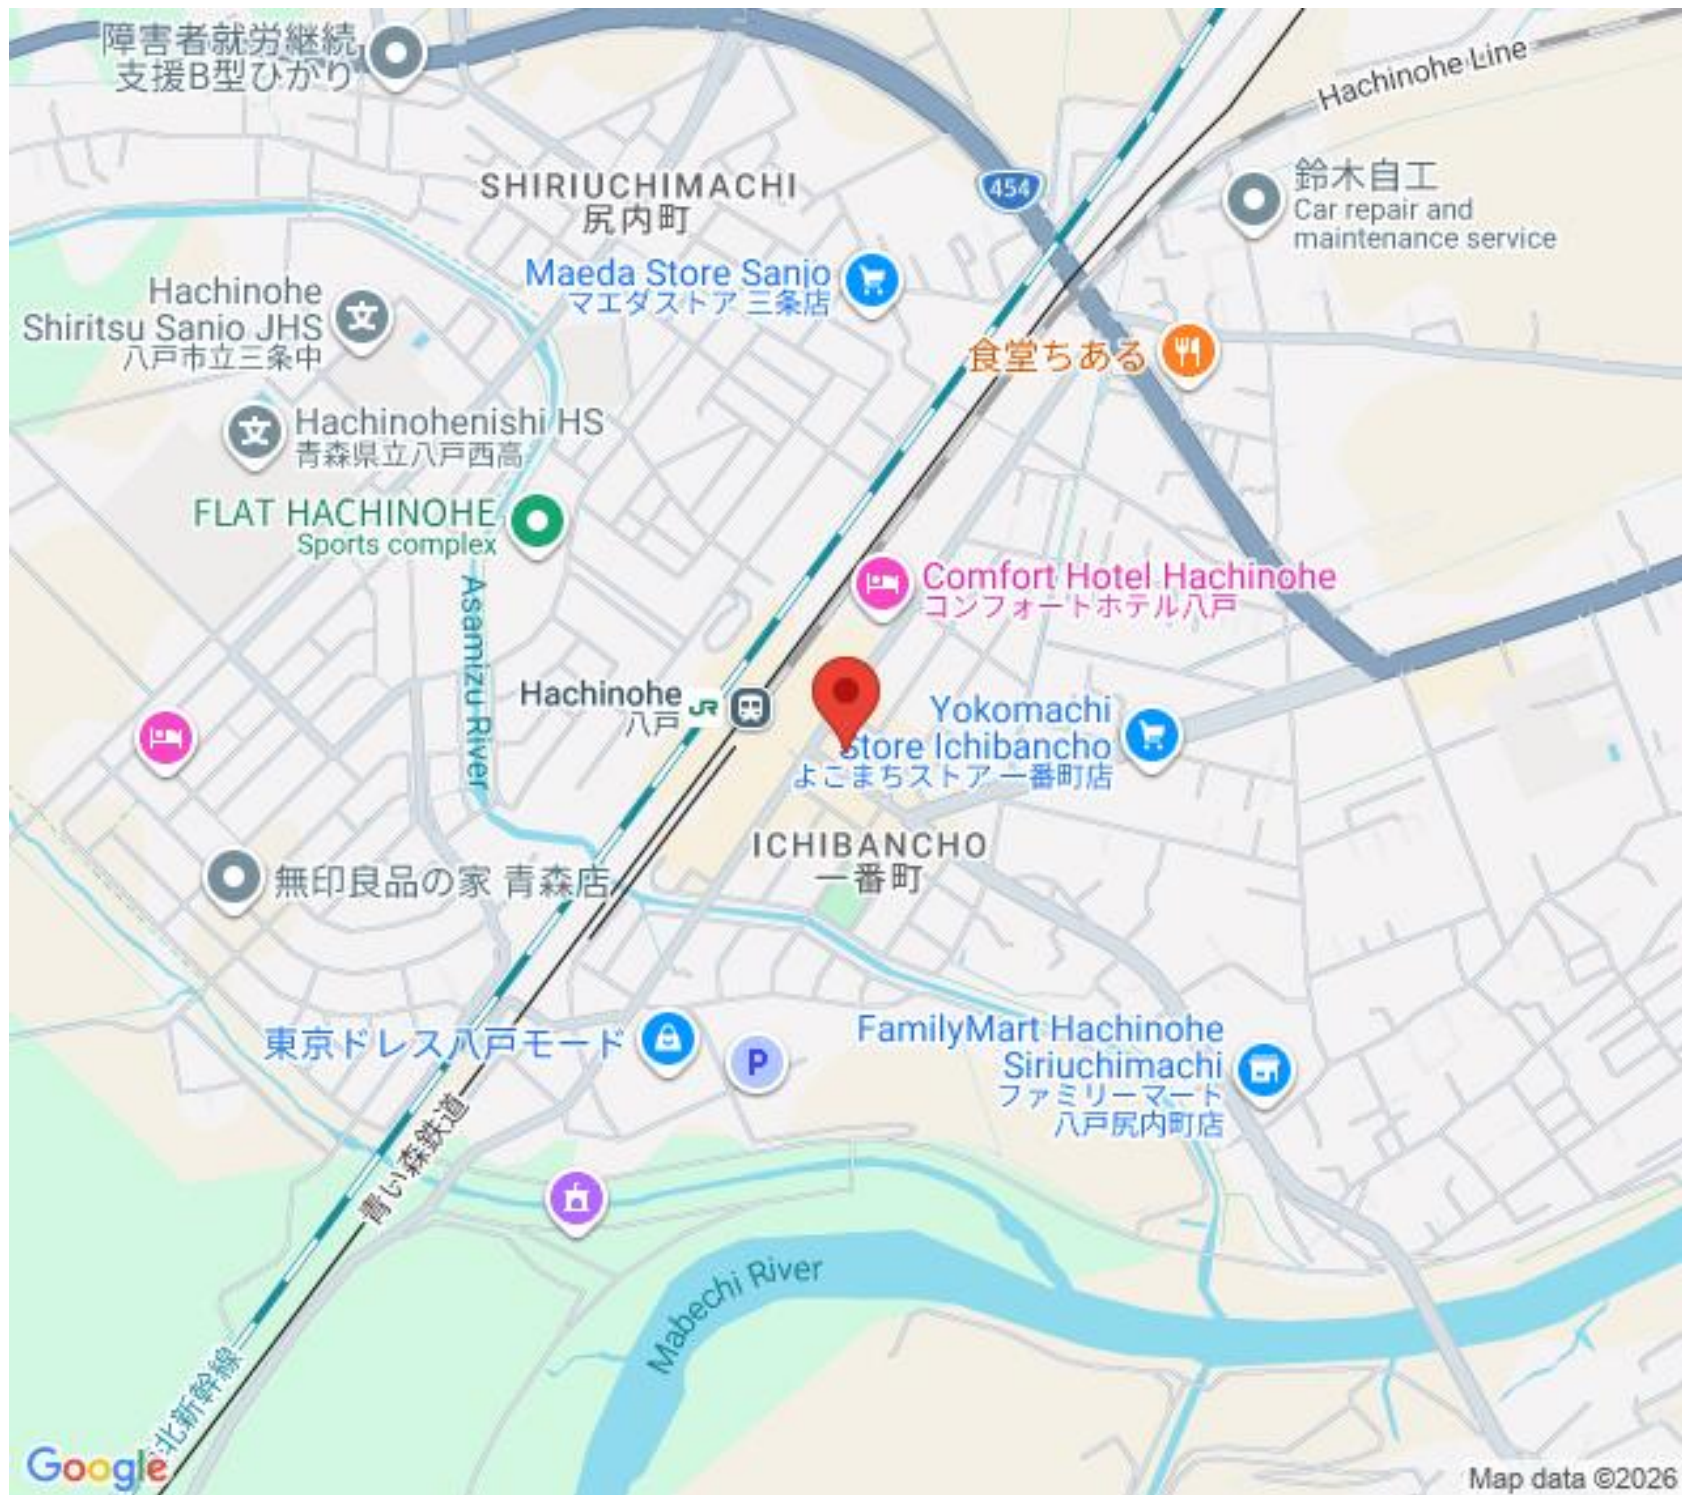 障害者就労継続
支援B型ひかり
Hachinohe Line
454
鈴木自工
Car repair and
maintenance service
SHIRIUCHIMACHI
尻内町
Maeda Store Sanjo
マエダストア 三条店
Hachinohe
Shiritsu Sanjo JHS
八戸市立三条中
食堂ちある
Hachinohenishi HS
青森県立八戸西高
FLAT HACHINOHE
Sports complex
Asamizu River
Comfort Hotel Hachinohe
コンフォートホテル八戸
Hachinohe
八戸
JR
Yokomachi
Store Ichibancho
よこまちストア 一番町店
ICHIBANCHO
一番町
無印良品の家 青森店
東京ドレス八戸モード
P
FamilyMart Hachinohe
Siriuchimachi
ファミリーマート
八戸尻内町店
青い森鉄道
Mabechi River
北新幹線
Google
Map data ©2026